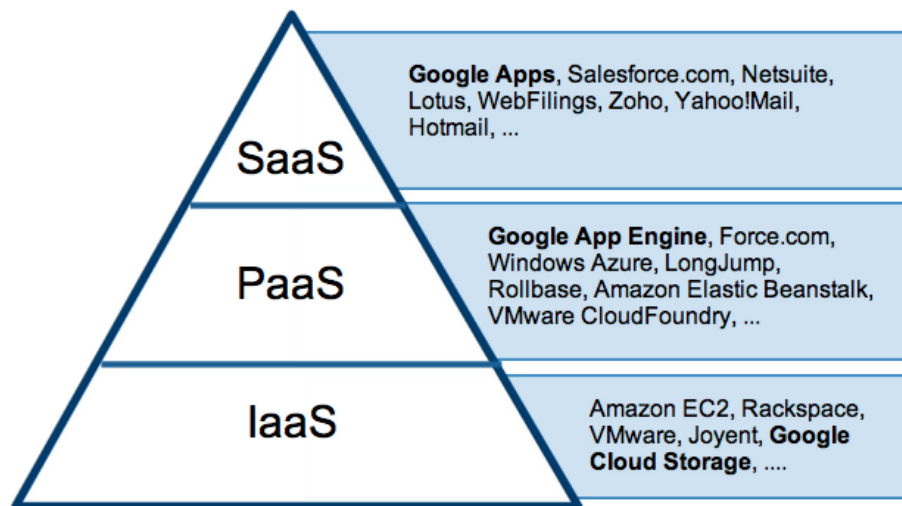 SaaS
Google Apps, Salesforce.com, Netsuite,
Lotus, WebFilings, Zoho, Yahoo!Mail,
Hotmail, ...
PaaS
Google App Engine, Force.com,
Windows Azure, LongJump,
Rollbase, Amazon Elastic Beanstalk,
VMware CloudFoundry, ...
IaaS
Amazon EC2, Rackspace,
VMware, Joyent, Google
Cloud Storage, ....